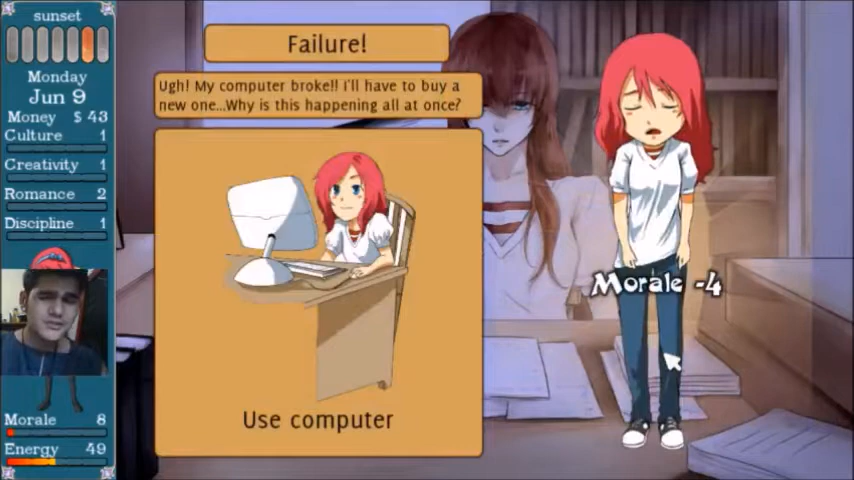 sunset
Monday
Jun 9
Money $ 43
Culture 1
Creativity 1
Romance 2
Discipline 1
Morale 8
Energy 49
Failure!
Ugh! My computer broke!! i'll have to buy a
new one...Why is this happening all at once?
Use computer
Morale -4